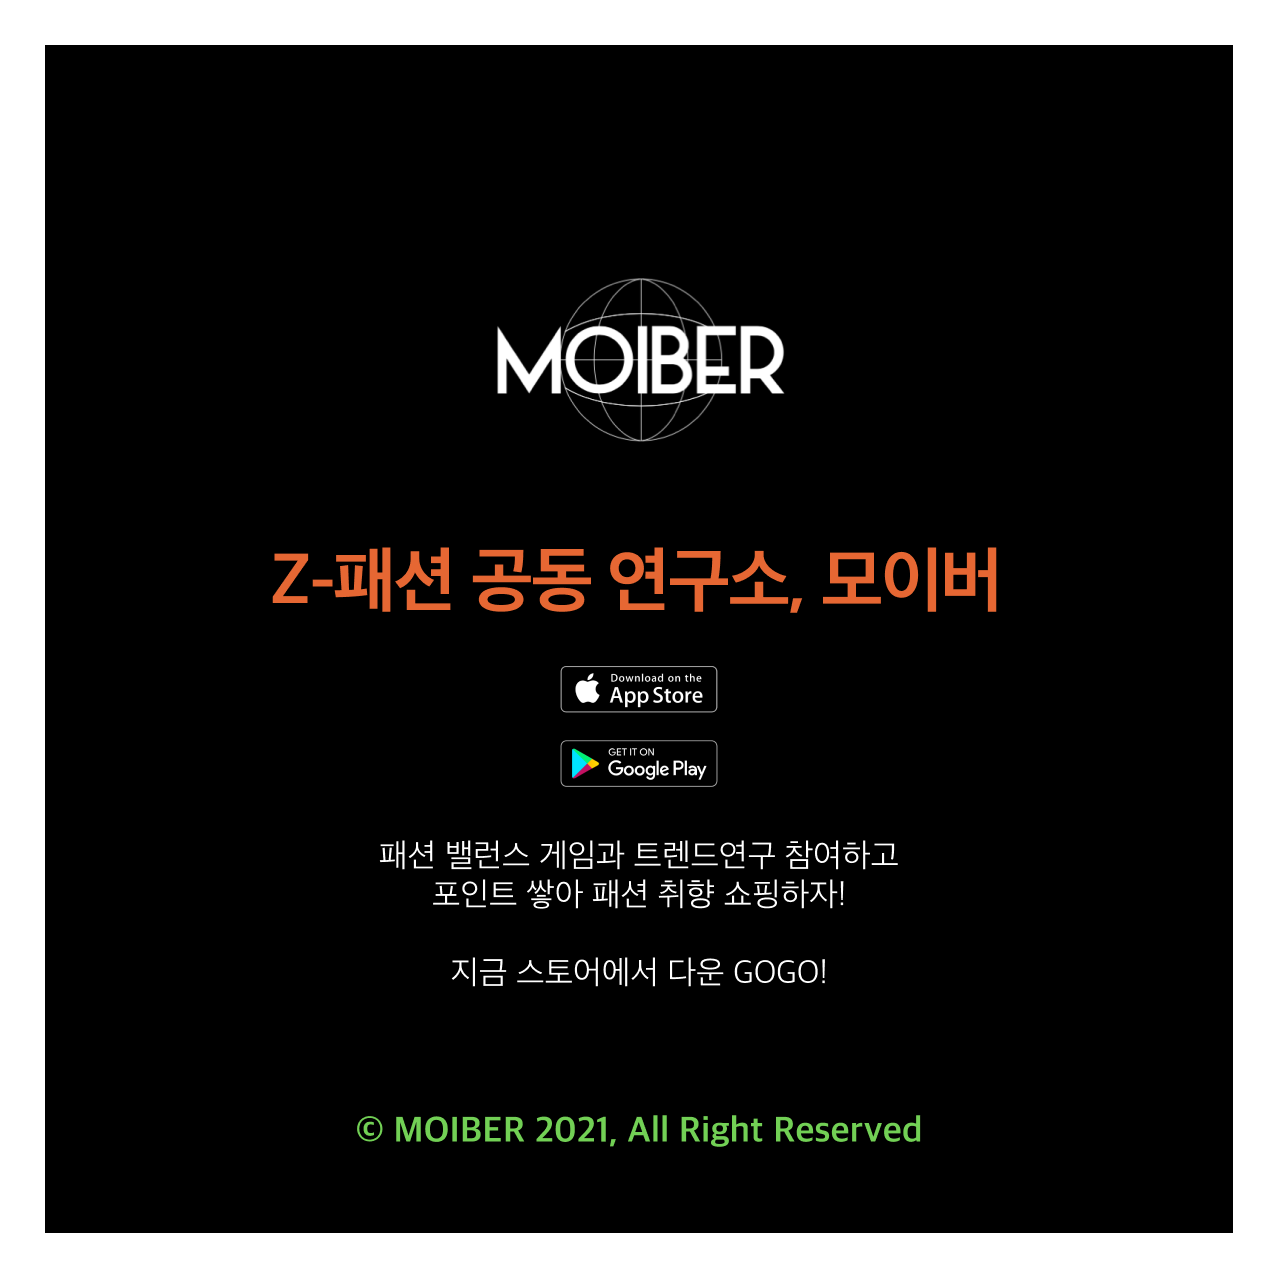 MOIBER
Z-패션 공동 연구소, 모이버
Download on the
App Store
GET IT ON
Google Play
패션 밸런스 게임과 트렌드연구 참여하고
포인트 쌓아 패션 취향 쇼핑하자!
지금 스토어에서 다운 GOGO!
© MOIBER 2021, All Right Reserved